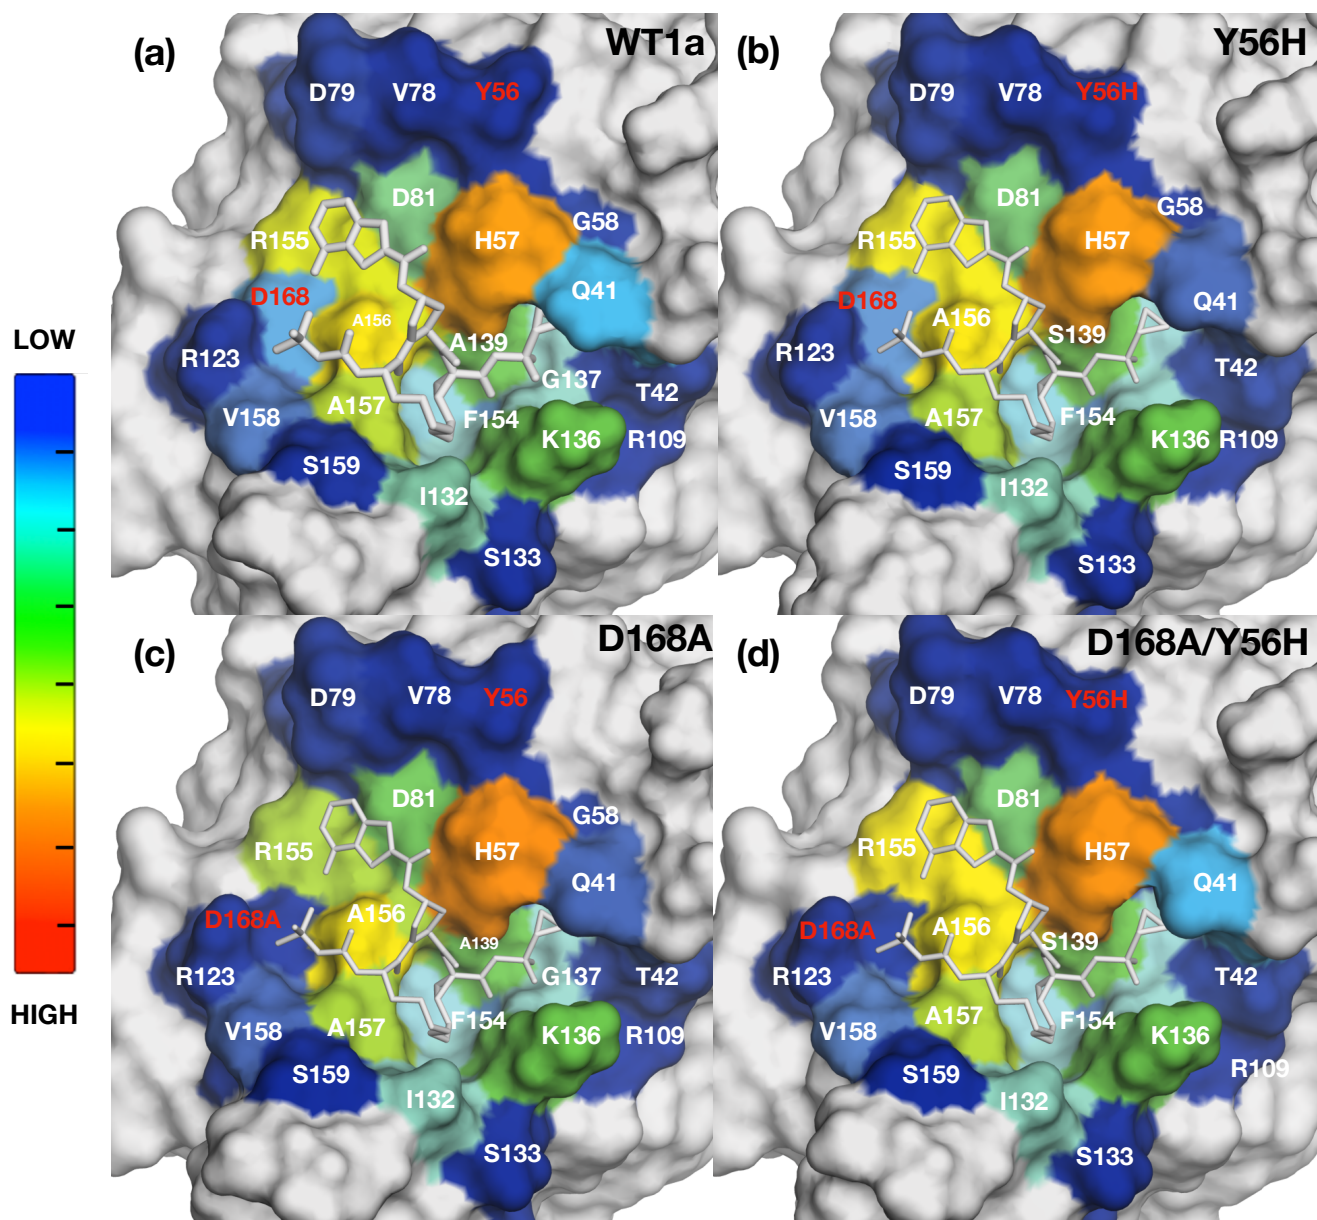 (a) WT1a
D79 V78 Y56
D81
G58
R155 H57
D168 Q41
A156
A139
R123
G137
T42
A157
V158 F154
K136 R109
S159
I132
S133
(b) Y56H
D79 V78 Y56H
D81
G58
R155 H57
D168 Q41
A156
S139
R123
T42
A157
V158 F154
K136 R109
S159
I132
S133
LOW
HIGH
(c) D168A
D79 V78 Y56
D81
G58
R155 H57
Q41
D168A A156
A139
R123 G137 T42
A157 F154
V158 K136 R109
S159
I132
S133
(d) D168A/Y56H
D79 V78 Y56H
D81
R155 H57
Q41
D168A A156
S139
R123 T42
A157 F154
V158 K136
R109
S159
I132
S133